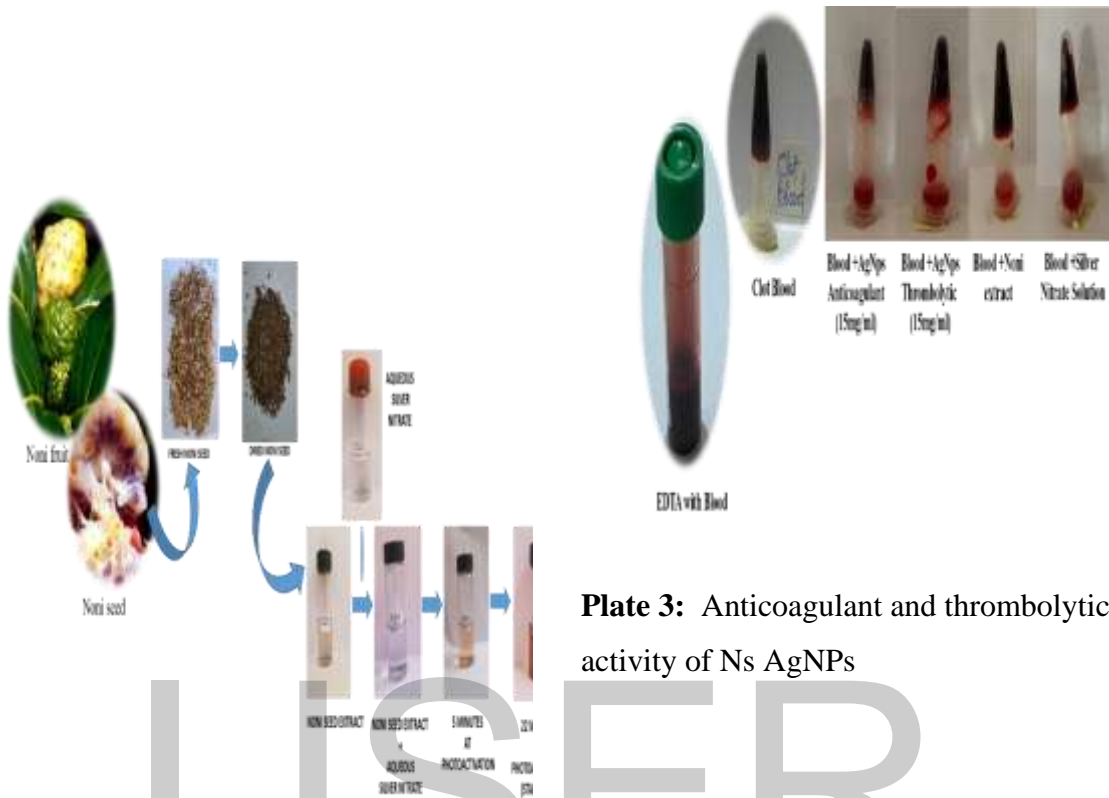 Noni fruit
Noni seed
FRESH NONI SEED
DRIED NONI SEED
AQUEOUS
SILVER
NITRATE
NONI SEED EXTRACT
NONI SEED EXTRACT
+
AQUEOUS
SILVER NITRATE
5 MINUTES
AT
PHOTOACTIVATION
EDTA with Blood
Clot Blood
Clot
Blood
Blood +AgNps
Anticoagulant
(15mg/ml)
Blood +AgNps
Thrombolytic
(15mg/ml)
Blood +Noni
extract
Blood +Silver
Nitrate Solution
Plate 3: Anticoagulant and thrombolytic
activity of Ns AgNPs